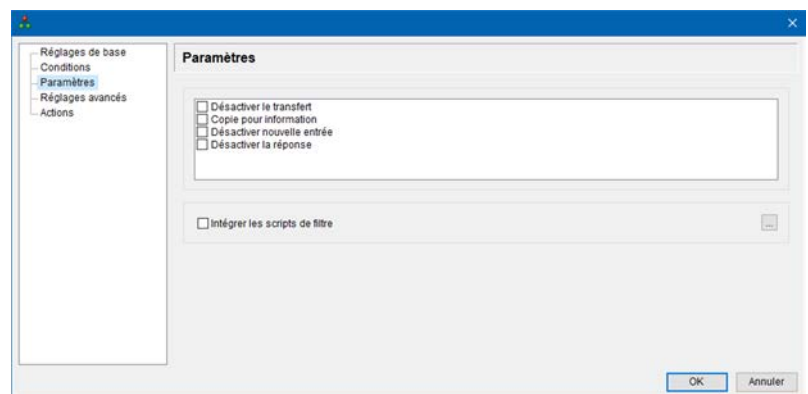 Réglages de base
Conditions
Paramètres
Réglages avancés
Actions
Paramètres
Désactiver le transfert
Copie pour information
Désactiver nouvelle entrée
Désactiver la réponse
Intégrer les scripts de filtre
...
OK
Annuler